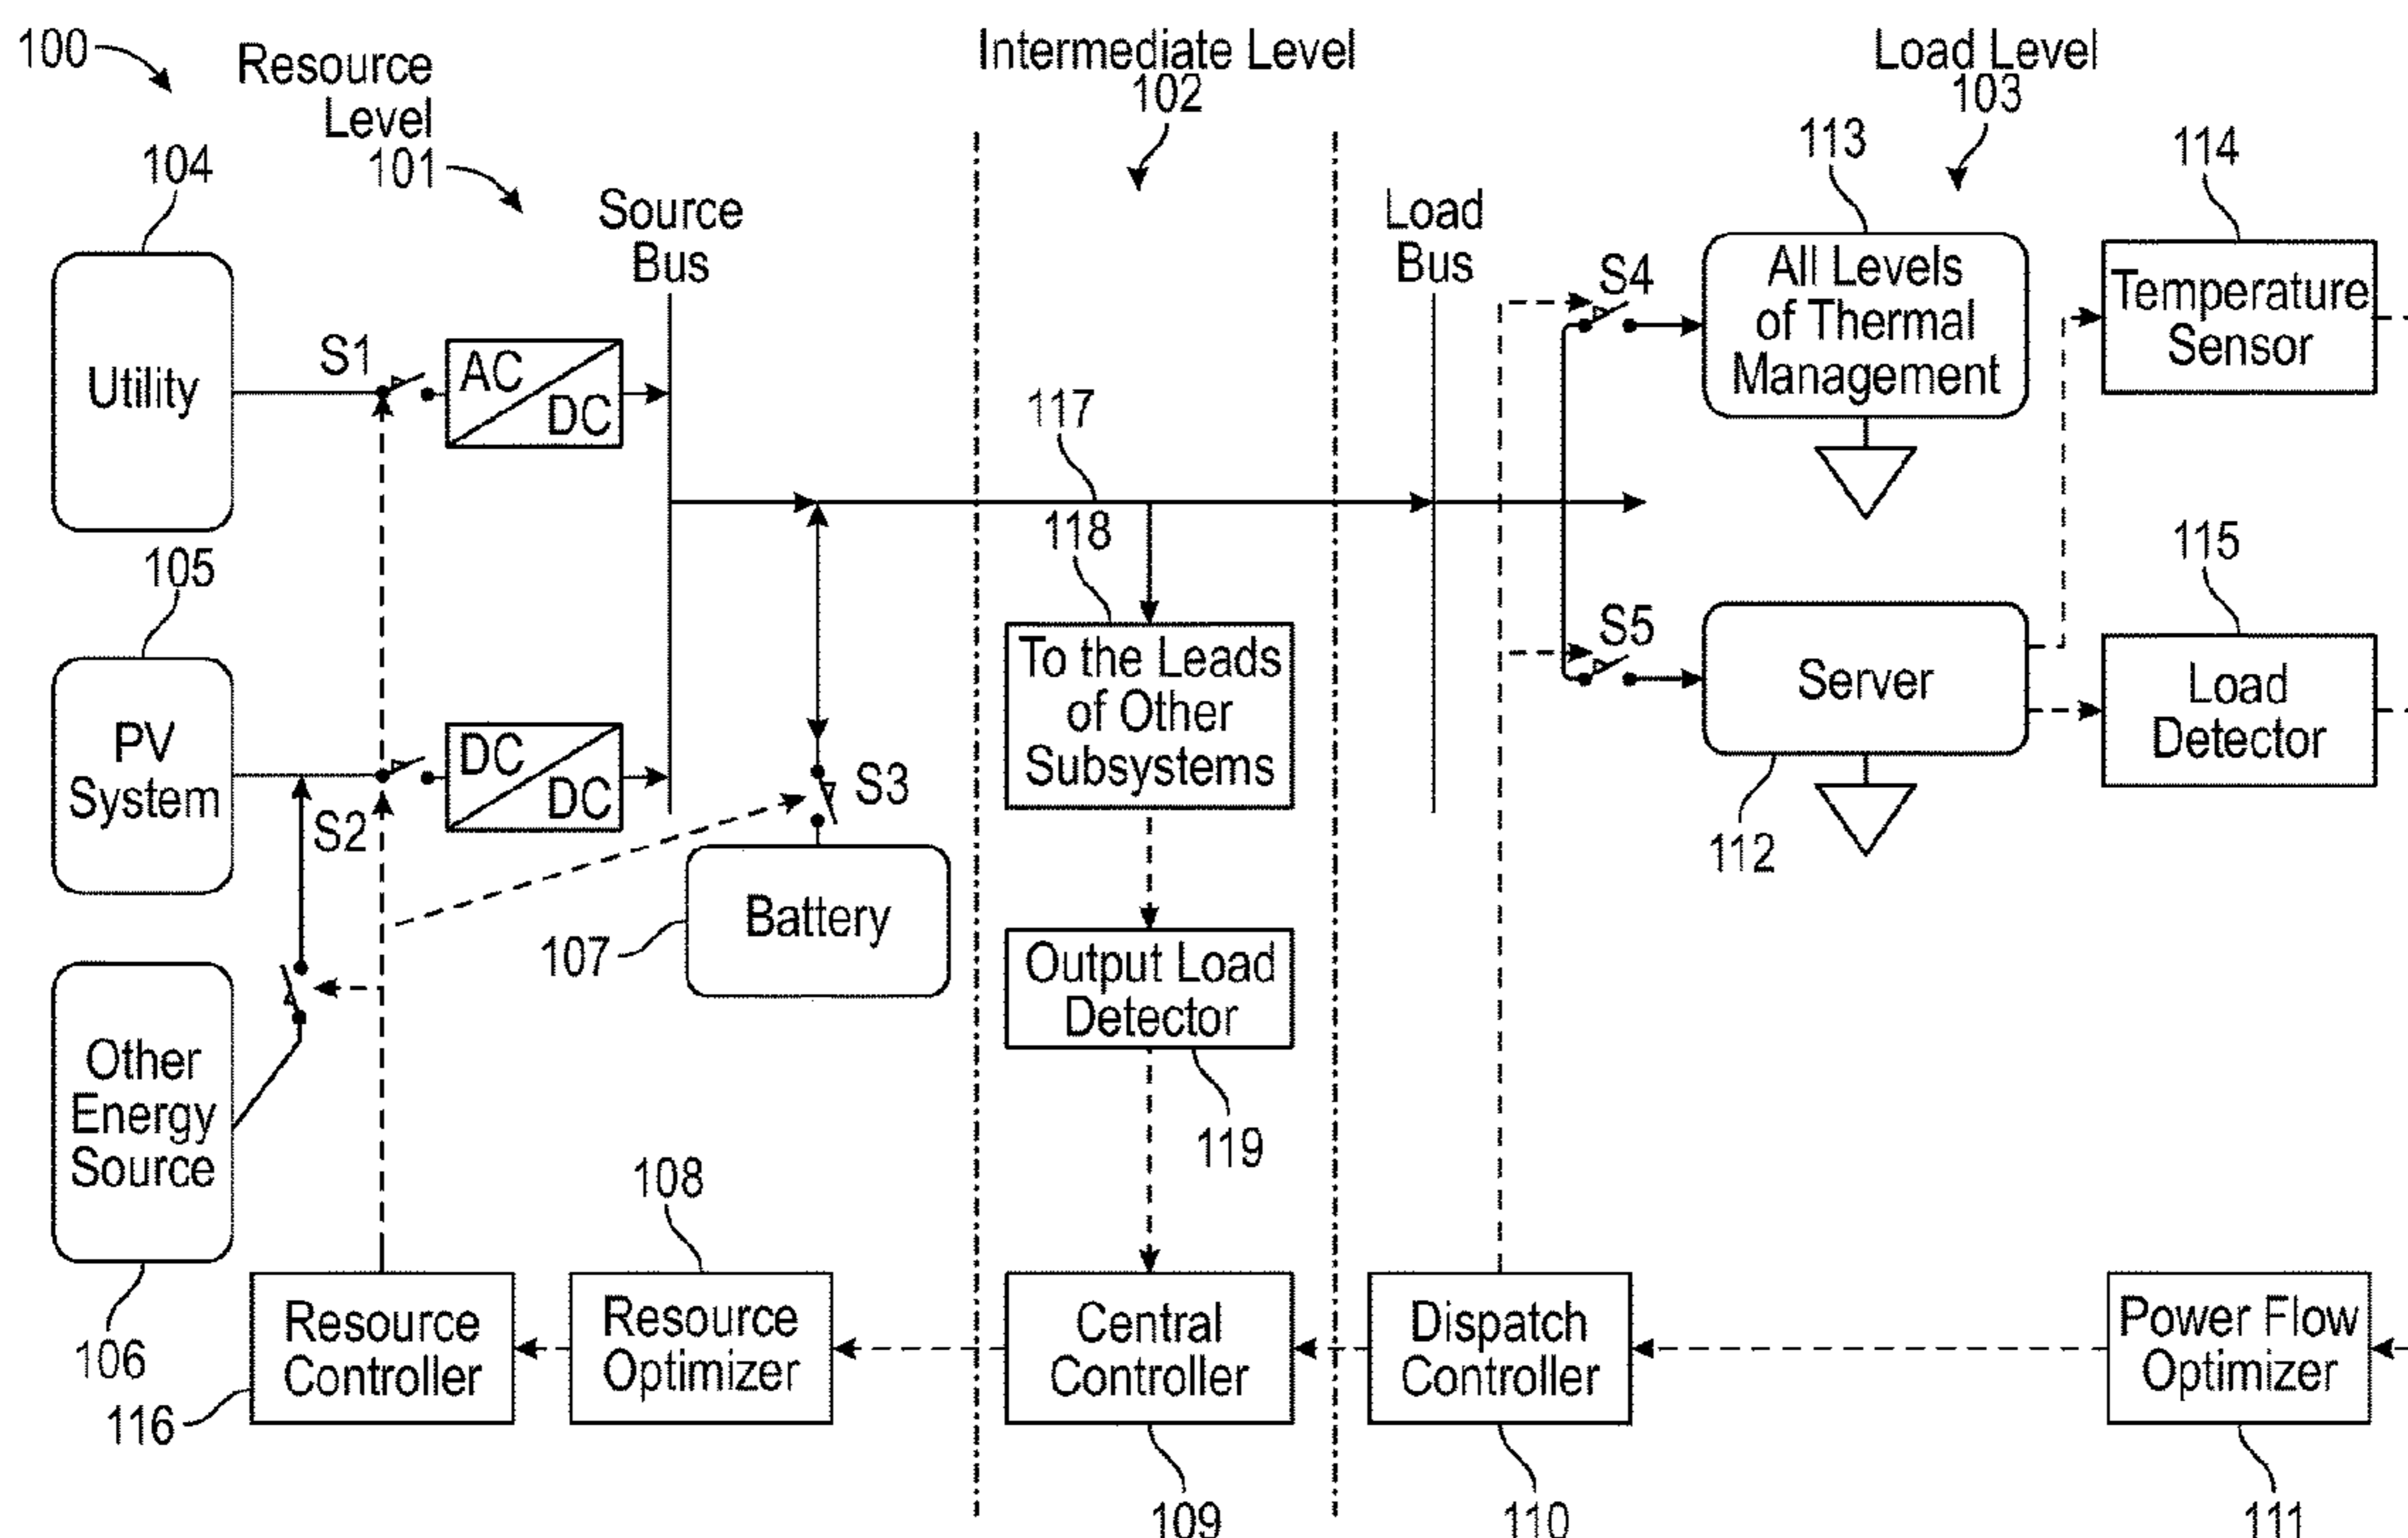 100
Resource
Level
101
Intermediate Level
102
Load Level
103
104
Source
Bus
Load
Bus
113
114
Utility
S1
AC
DC
S4
All Levels
of Thermal
Management
Temperature
Sensor
117
118
105
PV
System
S2
DC
DC
S3
To the Leads
of Other
Subsystems
S5
Server
112
115
Load
Detector
107
Battery
Output Load
Detector
119
Other
Energy
Source
106
108
Resource
Controller
116
Resource
Optimizer
Central
Controller
109
Dispatch
Controller
110
Power Flow
Optimizer
111